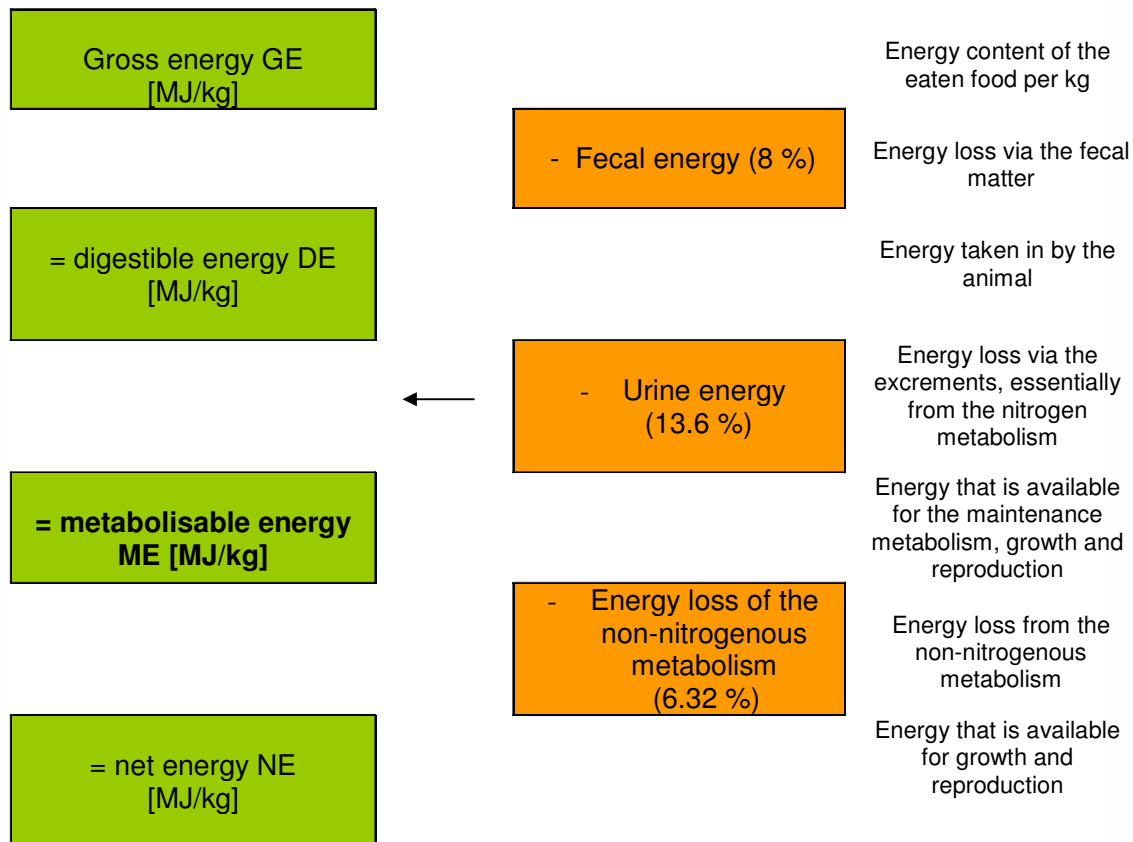 Gross energy GE
[MJ/kg]
Energy content of the
eaten food per kg
- Fecal energy (8 %)
Energy loss via the fecal
matter
= digestible energy DE
[MJ/kg]
Energy taken in by the
animal
- Urine energy
(13.6 %)
Energy loss via the
excrements, essentially
from the nitrogen
metabolism
= metabolisable energy
ME [MJ/kg]
Energy that is available
for the maintenance
metabolism, growth and
reproduction
- Energy loss of the
non-nitrogenous
metabolism
(6.32 %)
Energy loss from the
non-nitrogenous
metabolism
= net energy NE
[MJ/kg]
Energy that is available
for growth and
reproduction